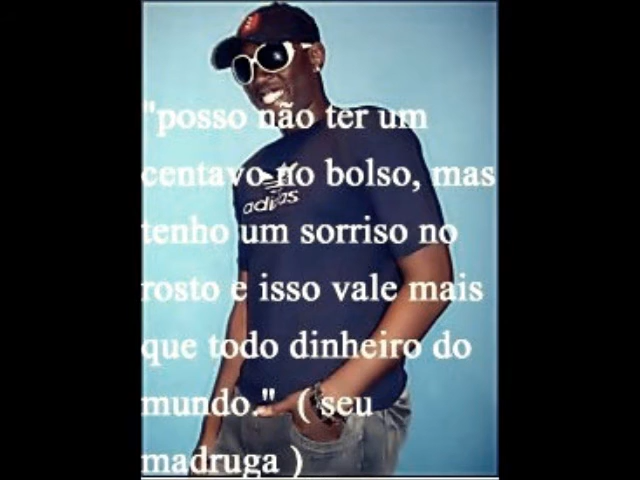 "posso não ter um
centavo no bolso, mas
tenho um sorriso no
rosto e isso vale mais
que todo dinheiro do
mundo." ( seu
madruga )
adidas